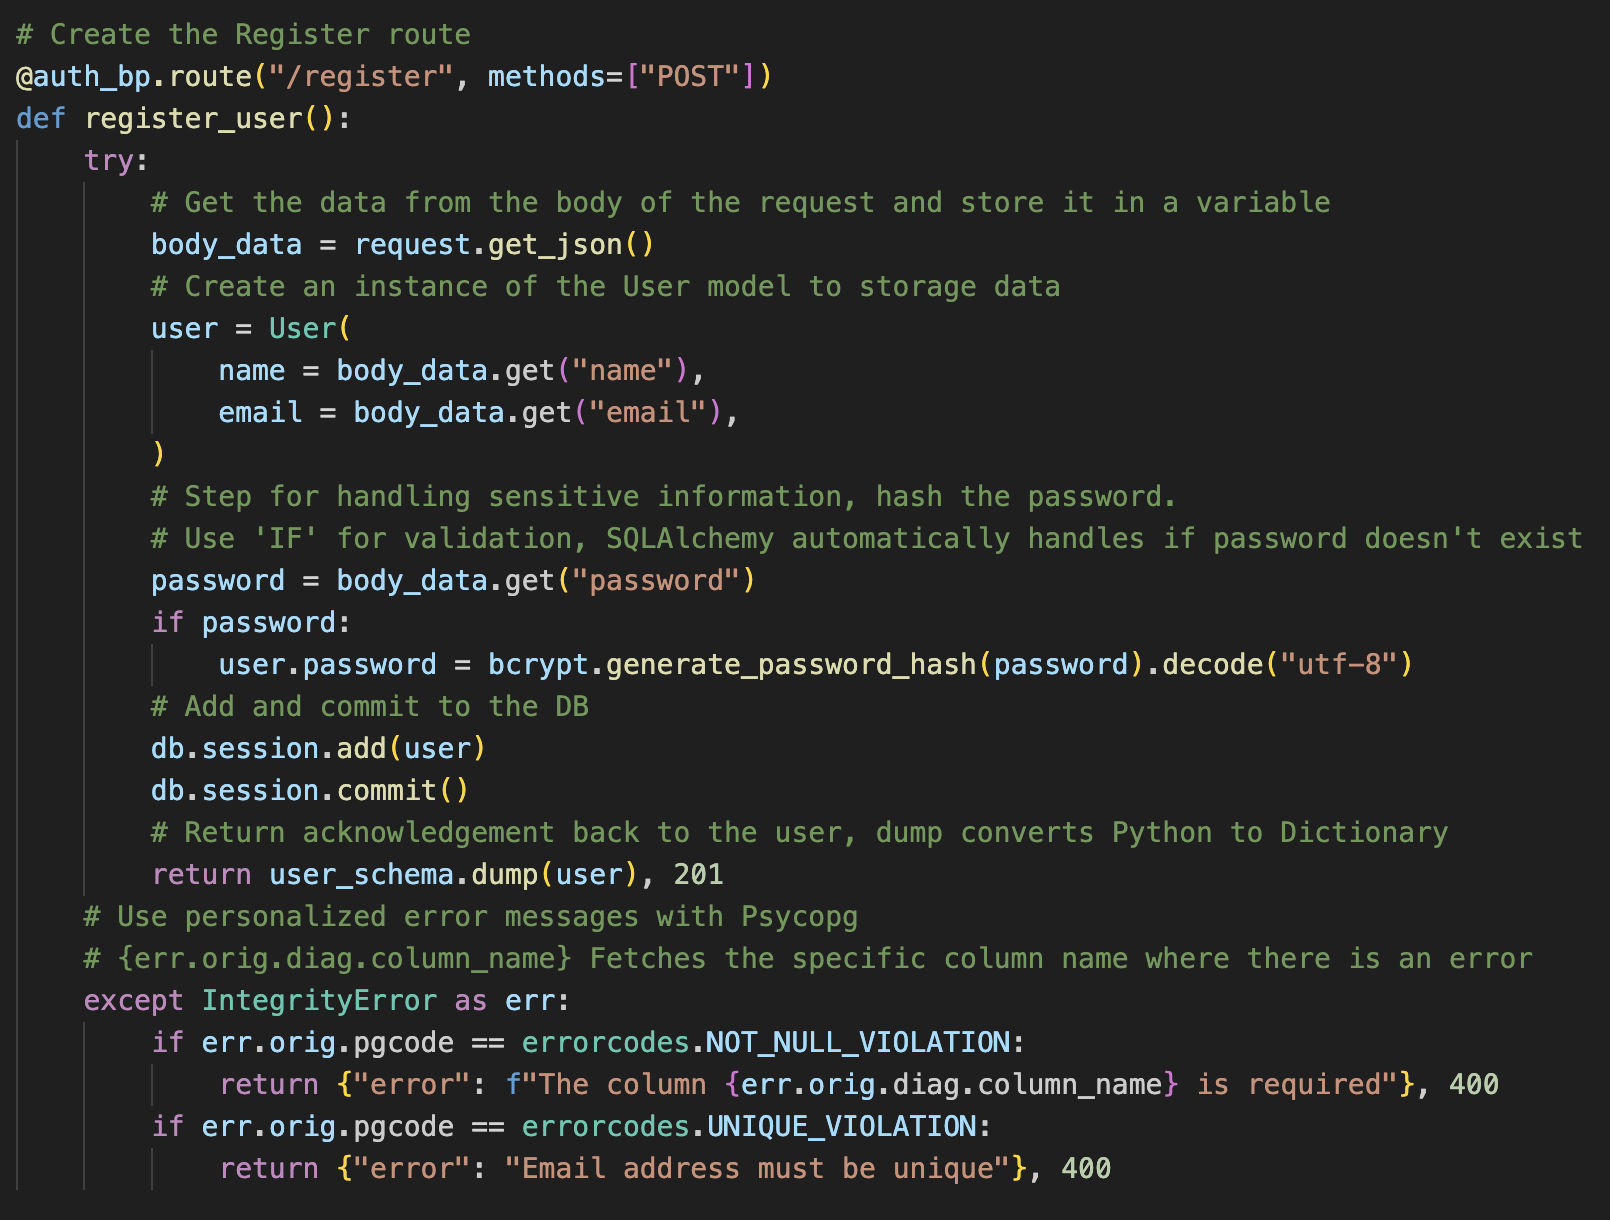 # Create the Register route
@auth_bp.route("/register", methods=["POST"])
def register_user():
    try:
        # Get the data from the body of the request and store it in a variable
        body_data = request.get_json()
        # Create an instance of the User model to storage data
        user = User(
            name = body_data.get("name"),
            email = body_data.get("email"),
        )
        # Step for handling sensitive information, hash the password.
        # Use 'IF' for validation, SQLAlchemy automatically handles if password doesn't exist
        password = body_data.get("password")
        if password:
            user.password = bcrypt.generate_password_hash(password).decode("utf-8")
        # Add and commit to the DB
        db.session.add(user)
        db.session.commit()
        # Return acknowledgement back to the user, dump converts Python to Dictionary
        return user_schema.dump(user), 201
    # Use personalized error messages with Psycopg
    # {err.orig.diag.column_name} Fetches the specific column name where there is an error
    except IntegrityError as err:
        if err.orig.pgcode == errorcodes.NOT_NULL_VIOLATION:
            return {"error": f"The column {err.orig.diag.column_name} is required"}, 400
        if err.orig.pgcode == errorcodes.UNIQUE_VIOLATION:
            return {"error": "Email address must be unique"}, 400